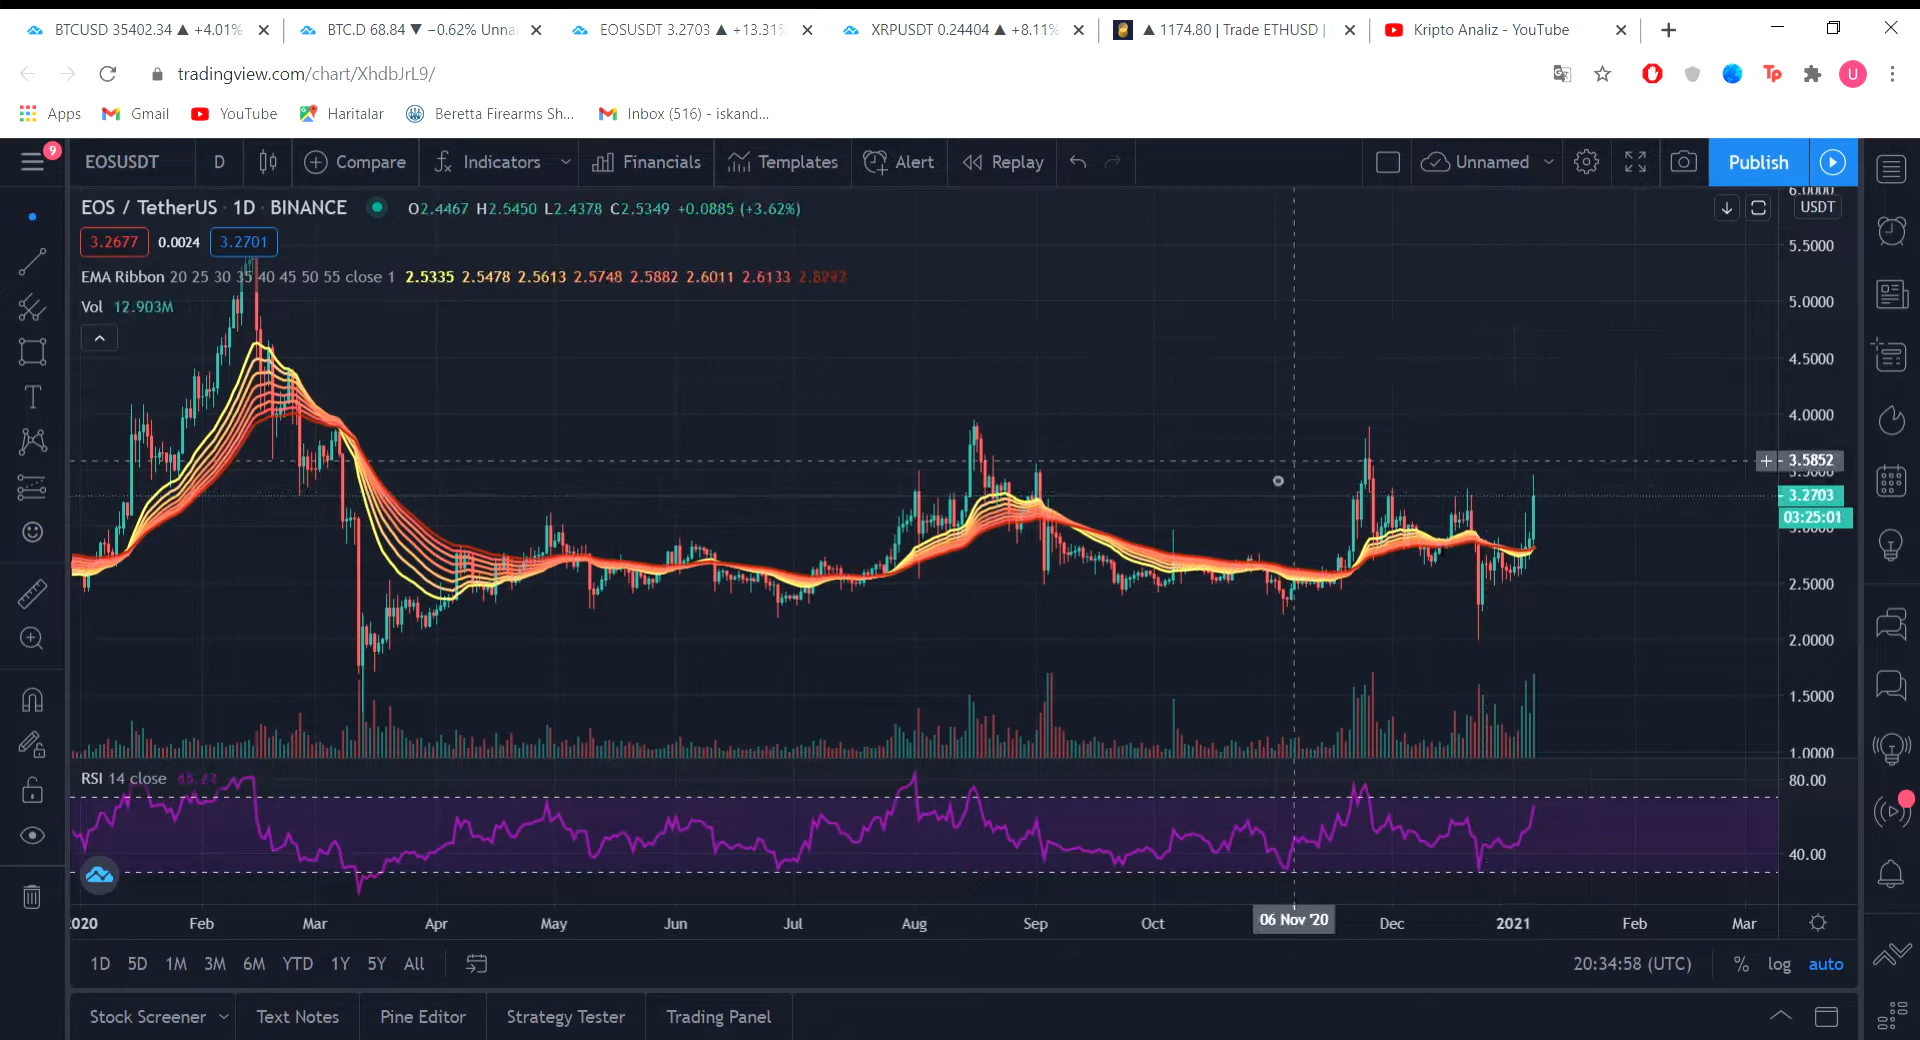 BTCUSD 35402.34 ▲ +4.01%
BTC.D 68.84 ▼ −0.62% Unna
EOSUSDT 3.2703 ▲ +13.31%
XRPUSDT 0.24404 ▲ +8.11%
▲ 1174.80 | Trade ETHUSD |
Kripto Analiz - YouTube
tradingview.com/chart/XhdbJrL9/
U
Apps
Gmail
YouTube
Haritalar
Beretta Firearms Sh...
Inbox (516) - iskand...
9
EOSUSDT
D
Compare
Indicators
Financials
Templates
Alert
Replay
Unnamed
Publish
EOS / TetherUS · 1D · BINANCE
O2.4467 H2.5450 L2.4378 C2.5349 +0.0885 (+3.62%)
USDT
3.2677
0.0024
3.2701
EMA Ribbon 20 25 30 35 40 45 50 55 close 1 2.5335 2.5478 2.5613 2.5748 2.5882 2.6011 2.6133
Vol 12.903M
6.0000
5.5000
5.0000
4.5000
4.0000
3.5852
3.5000
3.2703
03:25:01
3.0000
2.5000
2.0000
1.5000
1.0000
RSI 14 close
80.00
40.00
2020
Feb
Mar
Apr
May
Jun
Jul
Aug
Sep
Oct
06 Nov '20
Dec
2021
Feb
Mar
1D 5D 1M 3M 6M YTD 1Y 5Y All
20:34:58 (UTC)
% log auto
Stock Screener
Text Notes
Pine Editor
Strategy Tester
Trading Panel